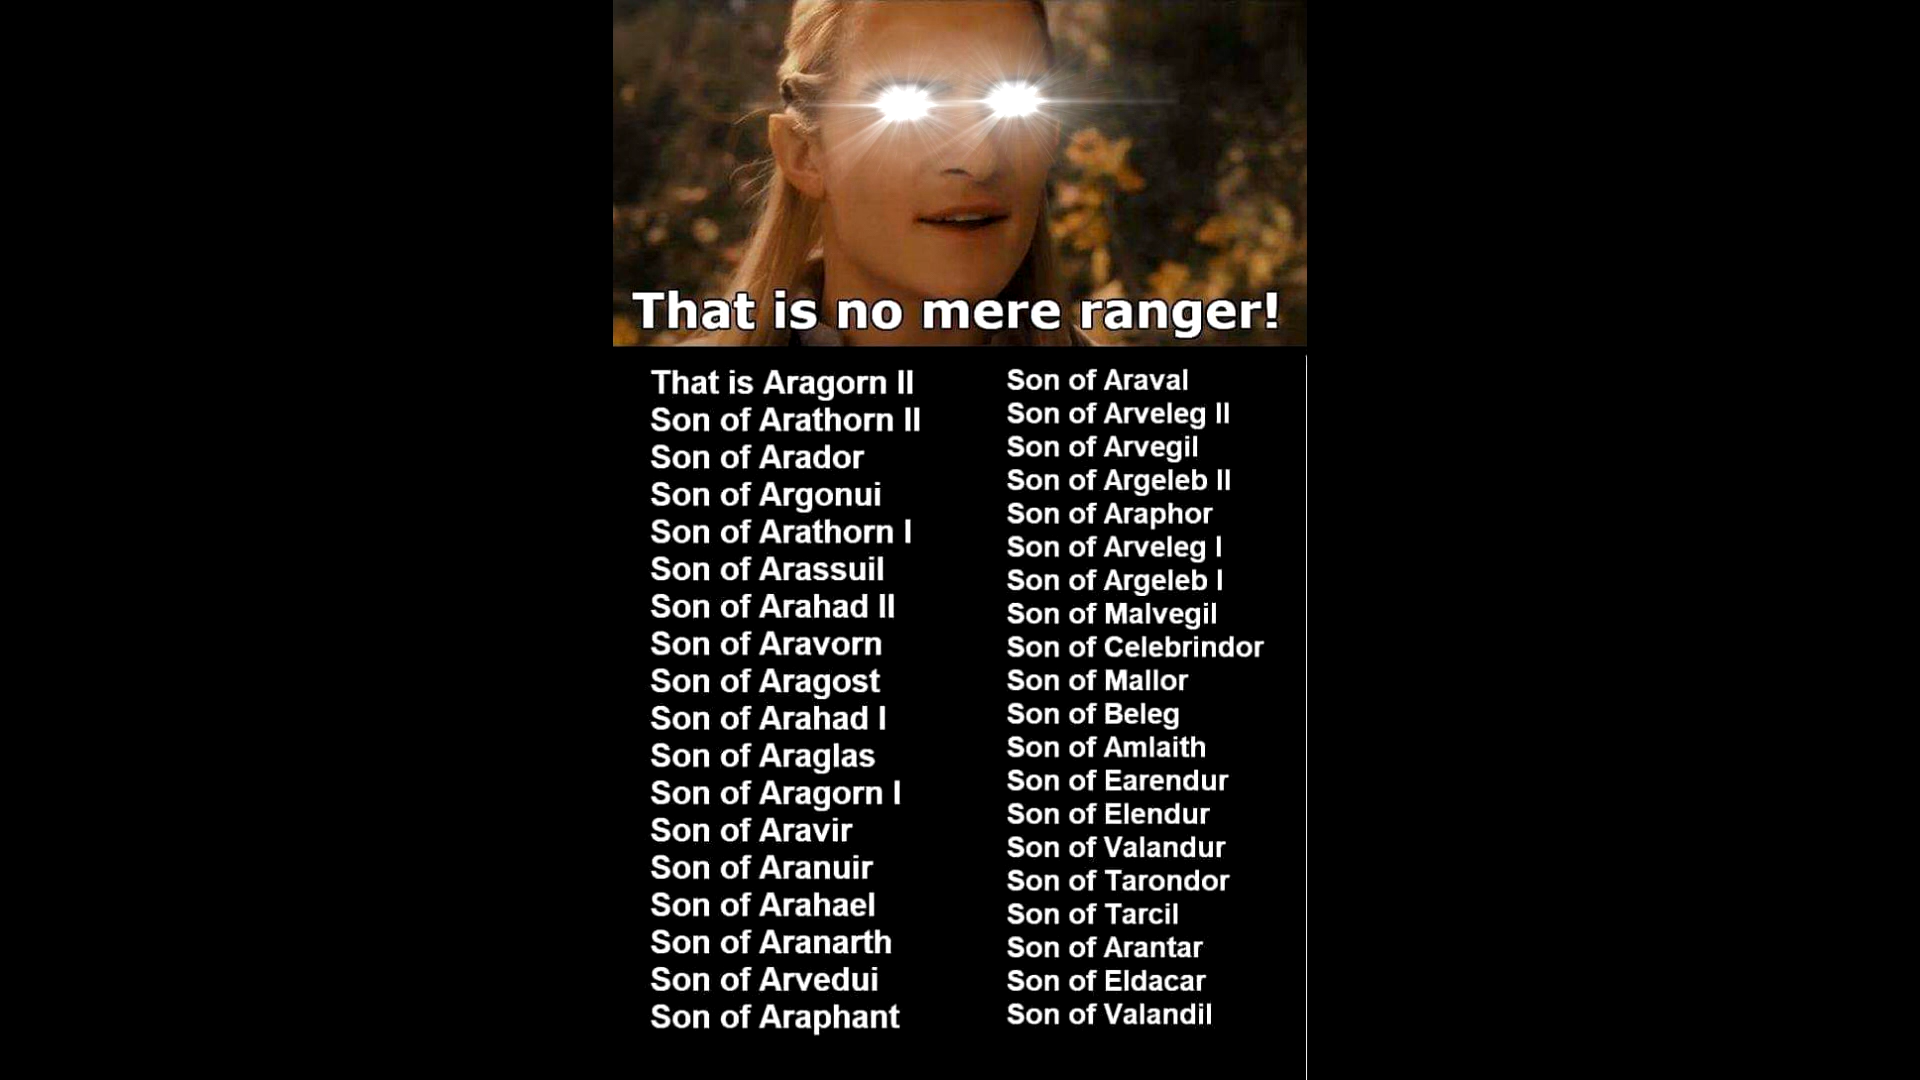 That is no mere ranger!
That is Aragorn II
Son of Arathorn II
Son of Arador
Son of Argonui
Son of Arathorn I
Son of Arassuil
Son of Arahad II
Son of Aravorn
Son of Aragost
Son of Arahad I
Son of Araglas
Son of Aragorn I
Son of Aravir
Son of Aranuir
Son of Arahael
Son of Aranarth
Son of Arvedui
Son of Araphant
Son of Araval
Son of Arveleg II
Son of Arvegil
Son of Argeleb II
Son of Araphor
Son of Arveleg I
Son of Argeleb I
Son of Malvegil
Son of Celebrindor
Son of Mallor
Son of Beleg
Son of Amlaith
Son of Earendur
Son of Elendur
Son of Valandur
Son of Tarondor
Son of Tarcil
Son of Arantar
Son of Eldacar
Son of Valandil